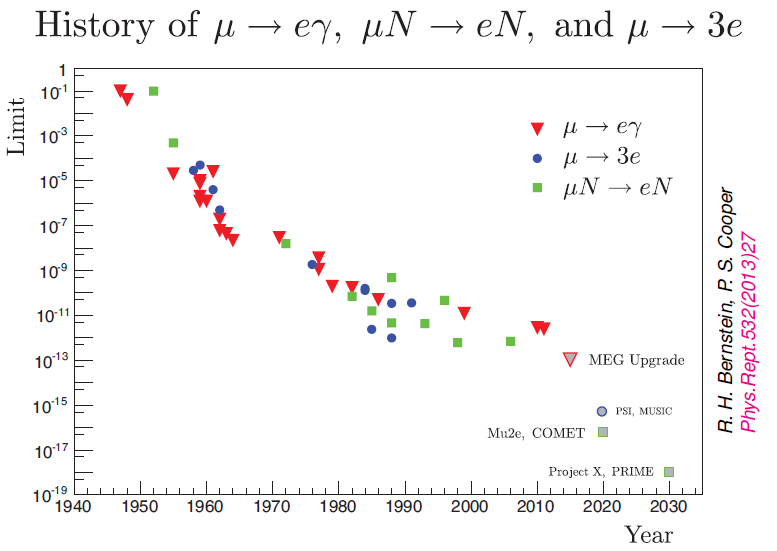 History of μ → eγ, μN → eN, and μ → 3e
Limit
1
10⁻¹
10⁻³
10⁻⁵
10⁻⁷
10⁻⁹
10⁻¹¹
10⁻¹³
10⁻¹⁵
10⁻¹⁷
10⁻¹⁹
μ → eγ
μ → 3e
μN → eN
MEG Upgrade
PSI, MUSIC
Mu2e, COMET
Project X, PRIME
1940 1950 1960 1970 1980 1990 2000 2010 2020 2030
Year
R. H. Bernstein, P. S. Cooper
Phys.Rept.532(2013)27